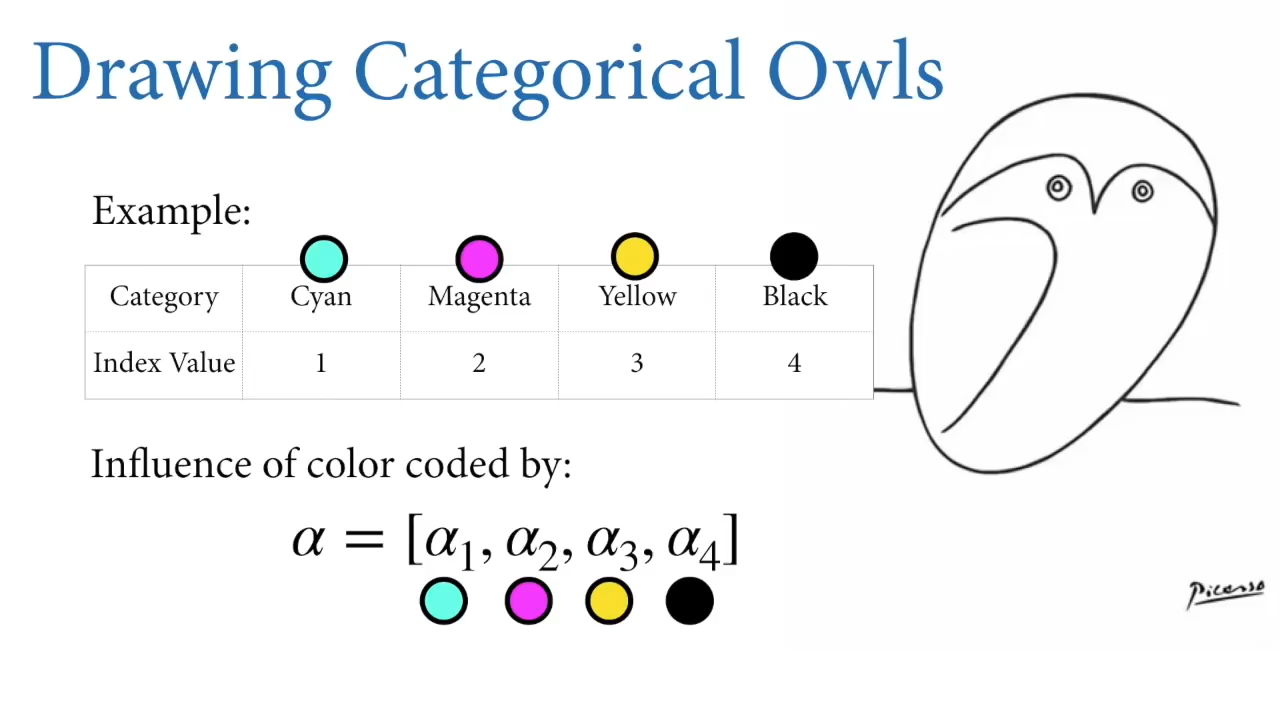 Drawing Categorical Owls
Example:
Category Cyan Magenta Yellow Black
Index Value 1 2 3 4
Influence of color coded by:
α = [α₁, α₂, α₃, α₄]
Picasso